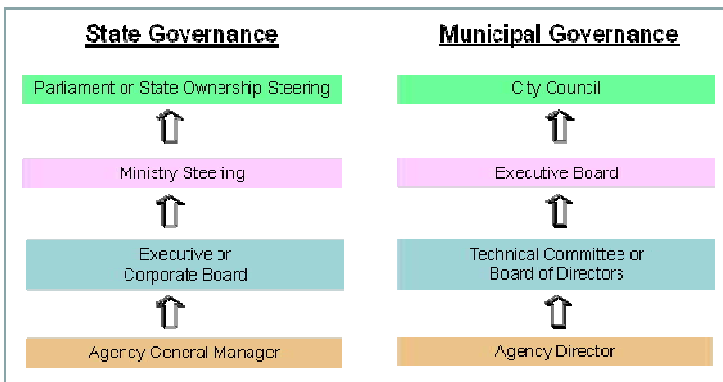 State Governance
Parliament or State Ownership Steering
Ministry Steering
Executive or
Corporate Board
Agency General Manager
Municipal Governance
City Council
Executive Board
Technical Committee or
Board of Directors
Agency Director